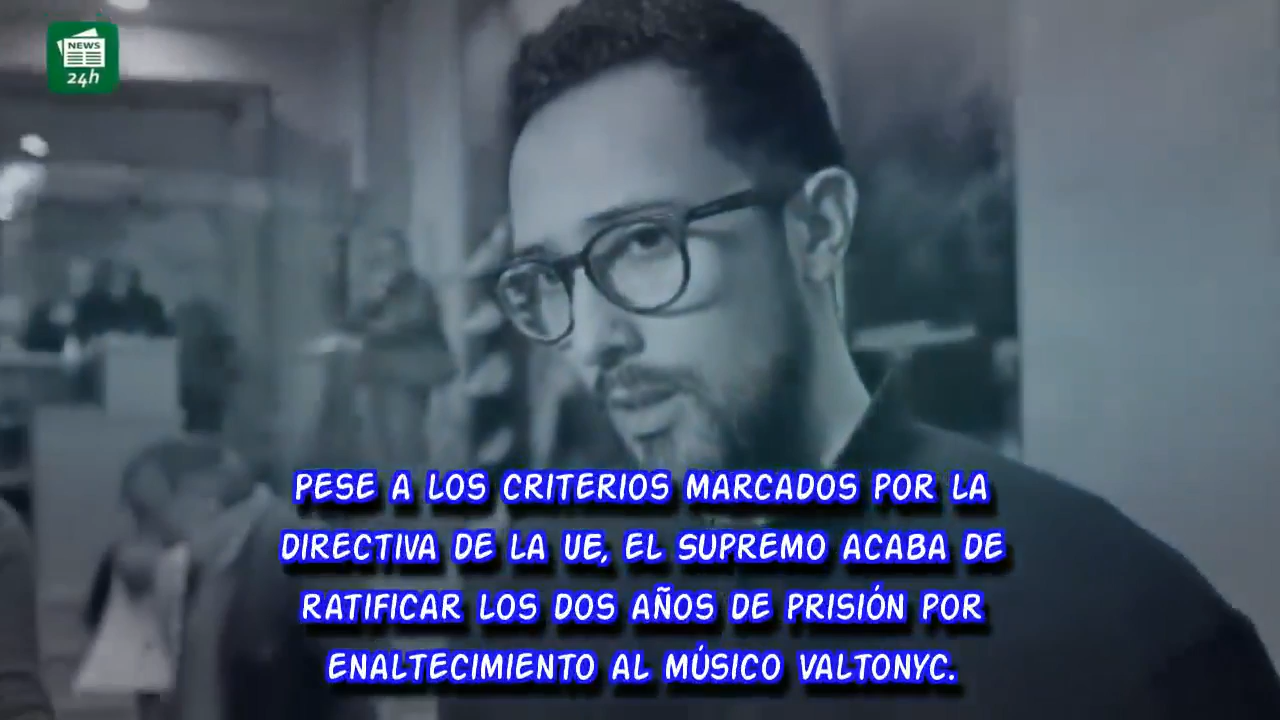 NEWS
24h
PESE A LOS CRITERIOS MARCADOS POR LA
DIRECTIVA DE LA UE, EL SUPREMO ACABA DE
RATIFICAR LOS DOS AÑOS DE PRISIÓN POR
ENALTECIMIENTO AL MÚSICO VALTONYC.